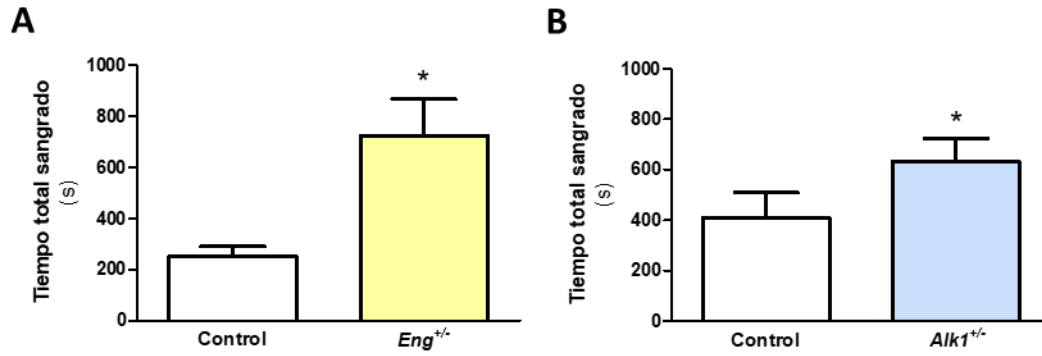 A
Tiempo total sangrado
(s)
1000
800
600
400
200
0
*
Control
Eng+/-
B
Tiempo total sangrado
(s)
1000
800
600
400
200
0
*
Control
Alk1+/-